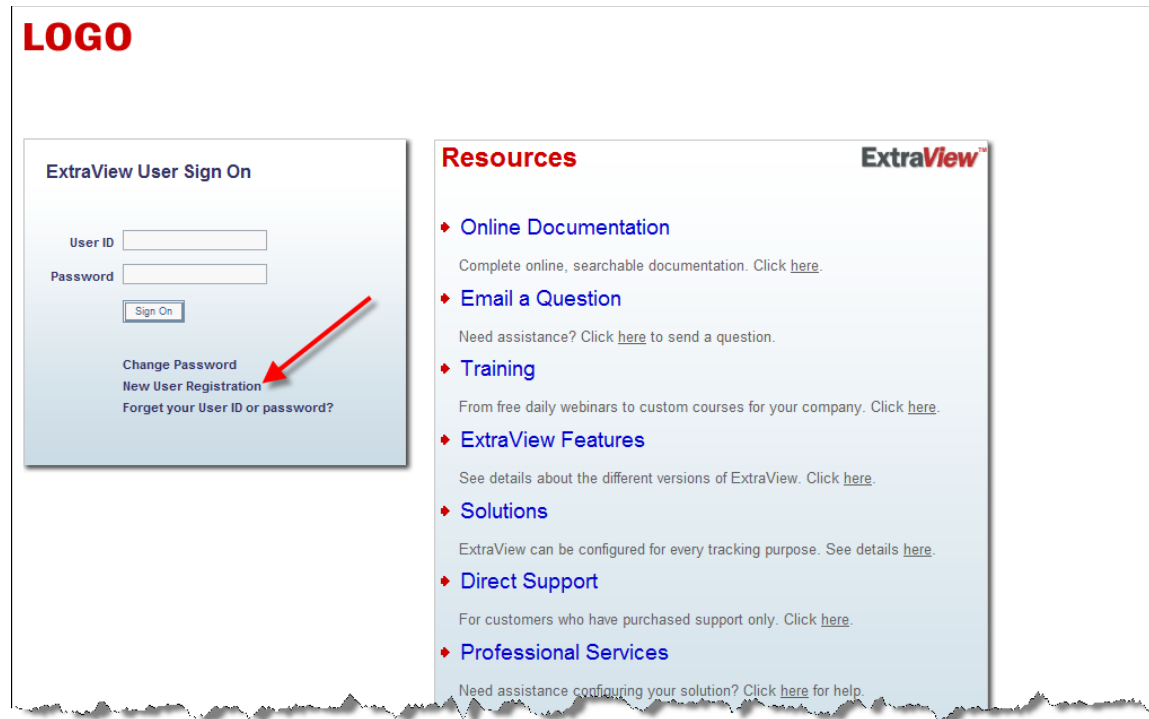 LOGO
ExtraView User Sign On
User ID
Password
Sign On
Change Password
New User Registration
Forget your User ID or password?
Resources
ExtraView™
Online Documentation
Complete online, searchable documentation. Click here.
Email a Question
Need assistance? Click here to send a question.
Training
From free daily webinars to custom courses for your company. Click here.
ExtraView Features
See details about the different versions of ExtraView. Click here.
Solutions
ExtraView can be configured for every tracking purpose. See details here.
Direct Support
For customers who have purchased support only. Click here.
Professional Services
Need assistance configuring your solution? Click here for help.